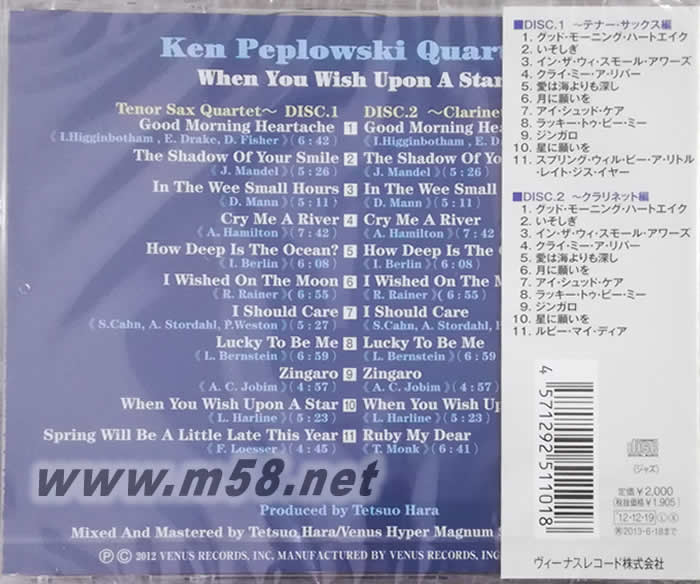 Ken Peplowski Quar
When You Wish Upon A Star
Tenor Sax Quartet～ DISC.1
Good Morning Heartache 1
《I.Higginbotham , E. Drake, D. Fisher》( 6 : 42 )
The Shadow Of Your Smile 2
《J. Mandel》( 5 : 26 )
In The Wee Small Hours 3
《D. Mann》( 5 : 11 )
Cry Me A River 4
《A. Hamilton》( 7 : 42 )
How Deep Is The Ocean? 5
《I. Berlin》( 6 : 08 )
I Wished On The Moon 6
《R. Rainer》( 6 : 55 )
I Should Care 7
《S.Cahn, A. Stordahl, P.Weston》( 5 : 27 )
Lucky To Be Me 8
《L. Bernstein》( 6 : 59 )
Zingaro 9
《A. C. Jobim》( 4 : 57 )
When You Wish Upon A Star 10
《L. Harline》( 5 : 23 )
Spring Will Be A Little Late This Year 11
《F. Loesser》( 4 : 45 )
DISC.2 ～Clarinet
Good Morning Hea
《I.Higginbotham , E. D
The Shadow Of Yo
《J. Mandel》( 5 : 26 )
In The Wee Small
《D. Mann》( 5 : 11 )
Cry Me A River
《A. Hamilton》( 7 : 42 )
How Deep Is The O
《I. Berlin》( 6 : 08 )
I Wished On The M
《R. Rainer》( 6 : 55 )
I Should Care
《S.Cahn, A. Stordahl,
Lucky To Be Me
《L. Bernstein》( 6 : 59 )
Zingaro
《A. C. Jobim》( 4 : 57 )
When You Wish Up
《L. Harline》( 5 : 23 )
Ruby My Dear
《T. Monk》( 6 : 41 )
www.m58.net
Produced by Tetsuo Hara
Mixed And Mastered by Tetsuo Hara/Venus Hyper Magnum S
Ⓟ Ⓒ 2012 VENUS RECORDS, INC. MANUFACTURED BY VENUS RECORDS, INC
■DISC.1 ～テナー・サックス編
1. グッド・モーニング・ハートエイク
2. いそしぎ
3. イン・ザ・ウィ・スモール・アワーズ
4. クライ・ミー・ア・リバー
5. 愛は海よりも深し
6. 月に願いを
7. アイ・シュッド・ケア
8. ラッキー・トゥ・ビー・ミー
9. ジンガロ
10. 星に願いを
11. スプリング・ウィル・ビー・ア・リトル
・レイト・ジス・イヤー
■DISC.2 ～クラリネット編
1. グッド・モーニング・ハートエイク
2. いそしぎ
3. イン・ザ・ウィ・スモール・アワーズ
4. クライ・ミー・ア・リバー
5. 愛は海よりも深し
6. 月に願いを
7. アイ・シュッド・ケア
8. ラッキー・トゥ・ビー・ミー
9. ジンガロ
10. 星に願いを
11. ルビー・マイ・ディア
4 571292 511018
(ジャズ)
定価￥2,000
(税抜価格￥1,905)
'12・12・19 Ⓛ Ⓧ
2013・6・18まで
ヴィーナスレコード株式会社